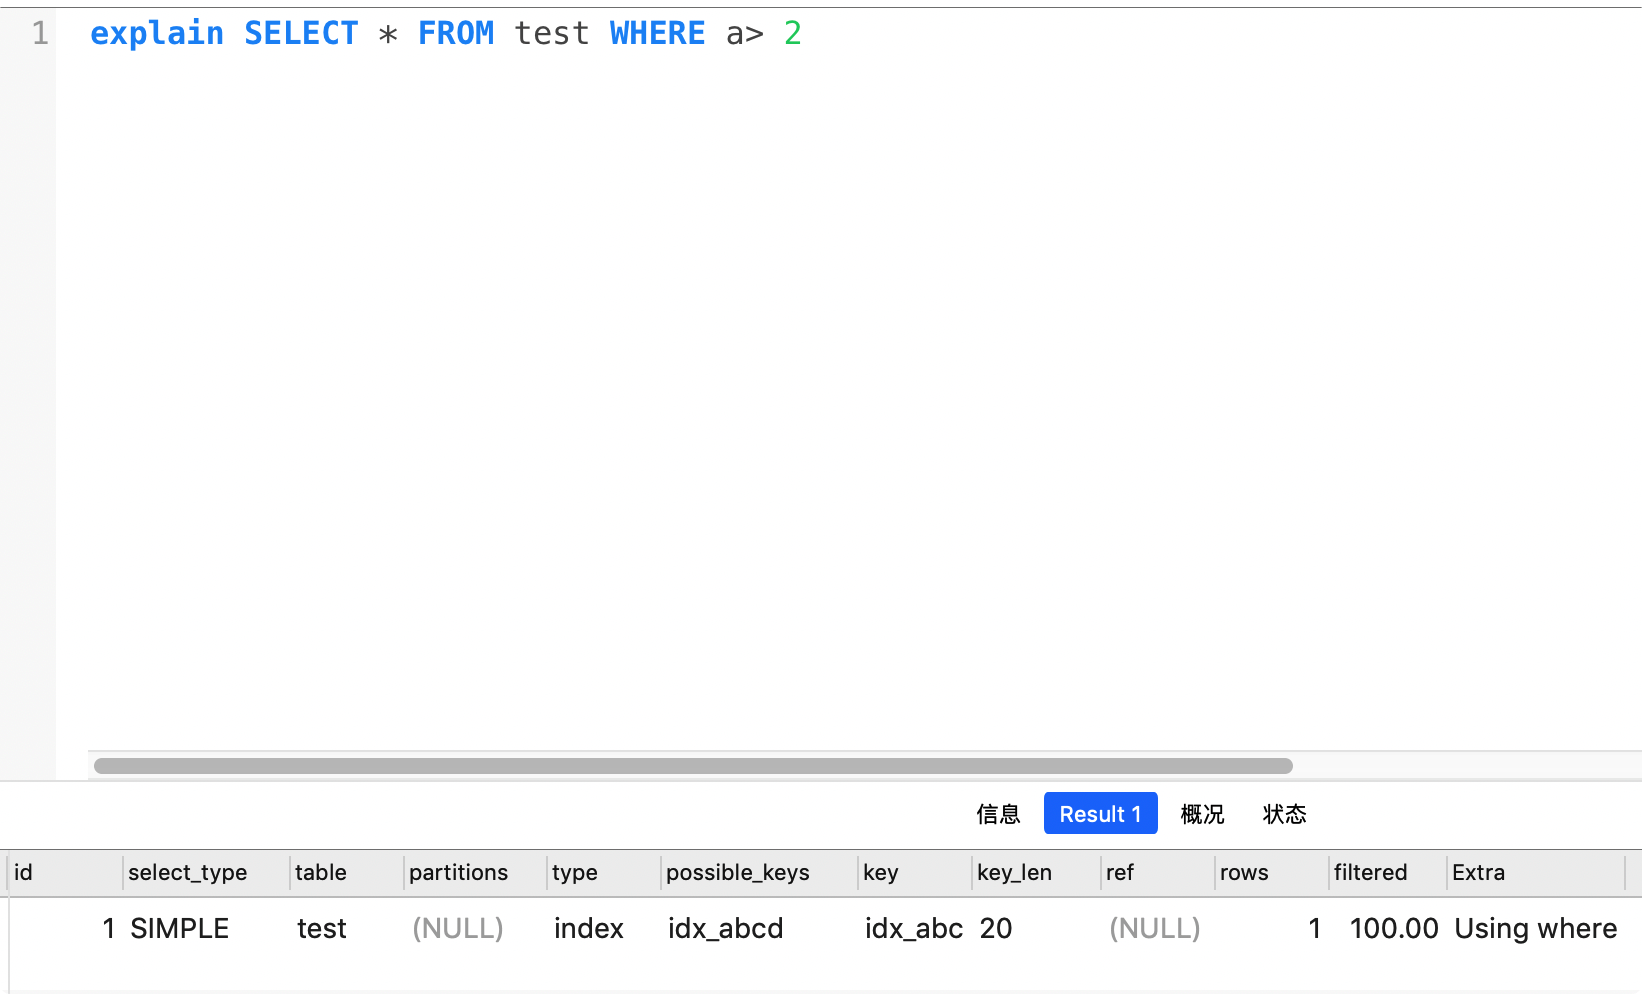 1 explain SELECT * FROM test WHERE a> 2
信息 Result 1 概况 状态
id select_type table partitions type possible_keys key key_len ref rows filtered Extra
1 SIMPLE test (NULL) index idx_abcd idx_abc 20 (NULL) 1 100.00 Using where